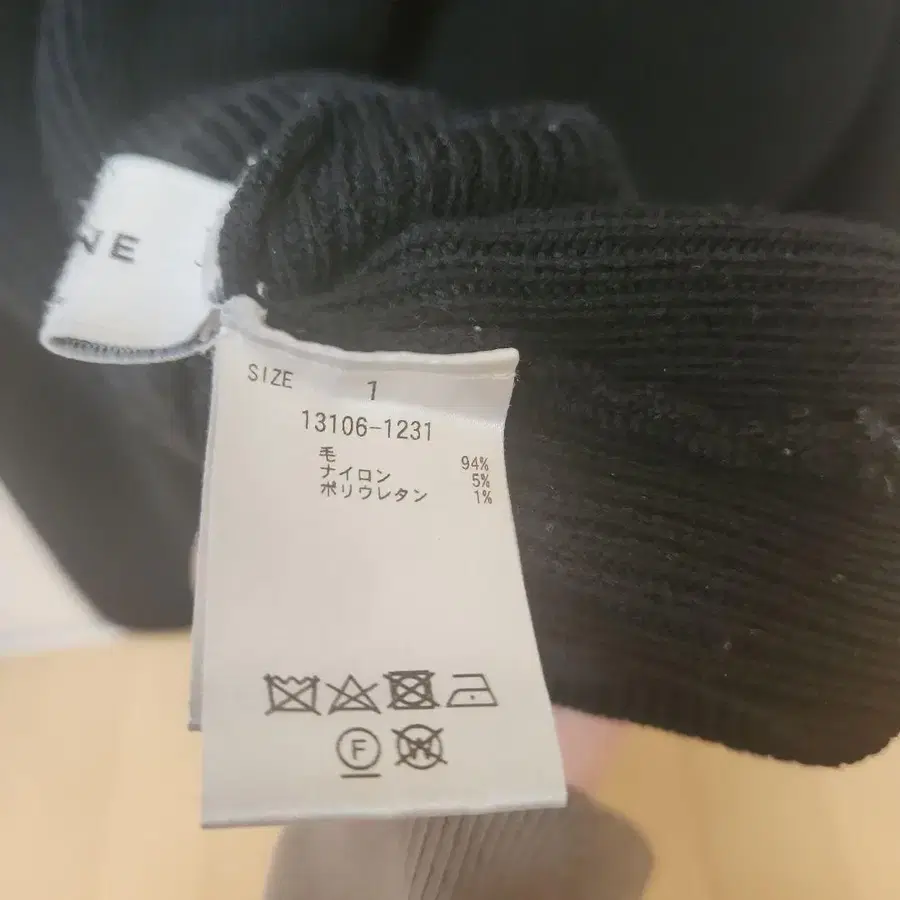 NE
SIZE 1
13106-1231
毛 94%
ナイロン 5%
ポリウレタン 1%
F
W